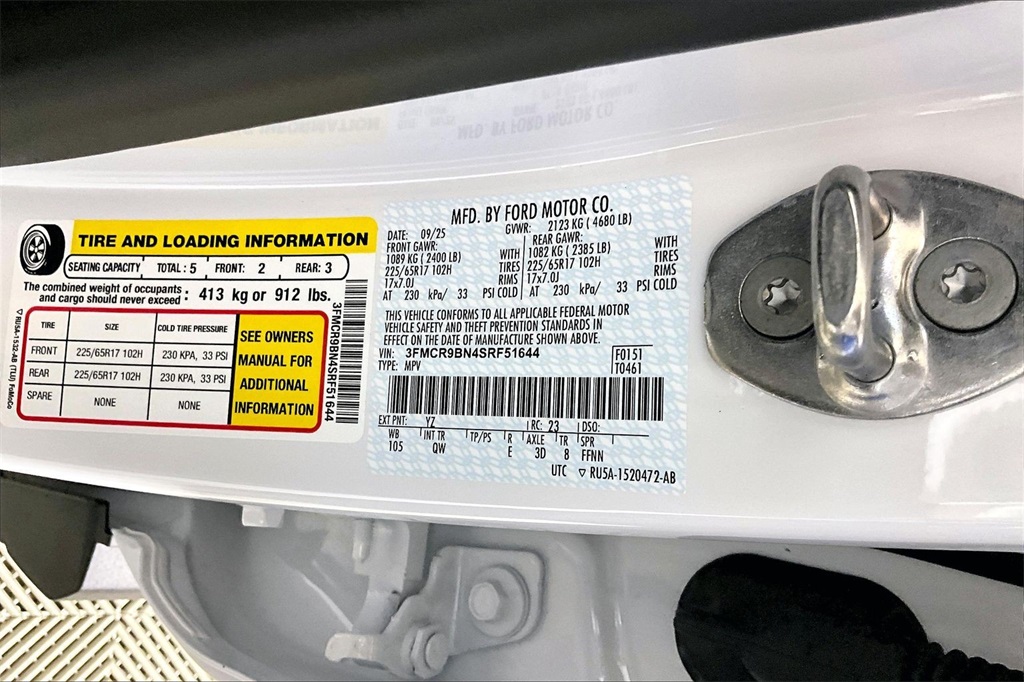 TIRE AND LOADING INFORMATION
SEATING CAPACITY TOTAL : 5 FRONT: 2 REAR: 3
The combined weight of occupants
and cargo should never exceed : 413 kg or 912 lbs.
TIRE SIZE COLD TIRE PRESSURE
FRONT 225/65R17 102H 230 KPA, 33 PSI
REAR 225/65R17 102H 230 KPA, 33 PSI
SPARE NONE NONE
SEE OWNERS
MANUAL FOR
ADDITIONAL
INFORMATION
3FMCR9BN4SRF51644
RU5A-1532-AB (TLU) FoMoCo
MFD. BY FORD MOTOR CO.
DATE: 09/25 GVWR: 2123 KG ( 4680 LB)
FRONT GAWR: REAR GAWR:
1089 KG ( 2400 LB) WITH 1082 KG ( 2385 LB) WITH
225/65R17 102H TIRES 225/65R17 102H TIRES
17x7.0J RIMS 17x7.0J RIMS
AT 230 kPa/ 33 PSI COLD AT 230 kPa/ 33 PSI COLD
THIS VEHICLE CONFORMS TO ALL APPLICABLE FEDERAL MOTOR
VEHICLE SAFETY AND THEFT PREVENTION STANDARDS IN
EFFECT ON THE DATE OF MANUFACTURE SHOWN ABOVE.
VIN: 3FMCR9BN4SRF51644 F0151
TYPE: MPV T0461
EXT PNT: YZ RC: 23 DSO:
WB INT TR TP/PS R AXLE TR SPR
105 QW E 3D 8 FFNN
UTC ▽ RU5A-1520472-AB